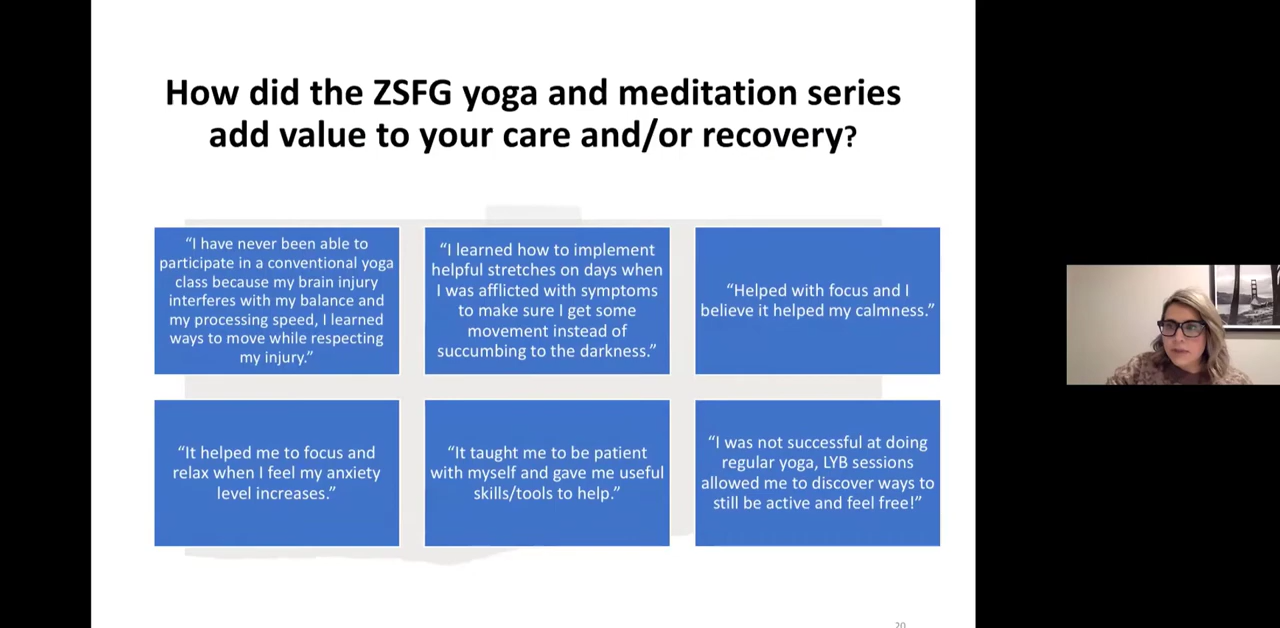 How did the ZSFG yoga and meditation series
add value to your care and/or recovery?
“I have never been able to
participate in a conventional yoga
class because my brain injury
interferes with my balance and
my processing speed, I learned
ways to move while respecting
my injury.”
“I learned how to implement
helpful stretches on days when
I was afflicted with symptoms
to make sure I get some
movement instead of
succumbing to the darkness.”
“Helped with focus and I
believe it helped my calmness.”
“It helped me to focus and
relax when I feel my anxiety
level increases.”
“It taught me to be patient
with myself and gave me useful
skills/tools to help.”
“I was not successful at doing
regular yoga, LYB sessions
allowed me to discover ways to
still be active and feel free!”
20